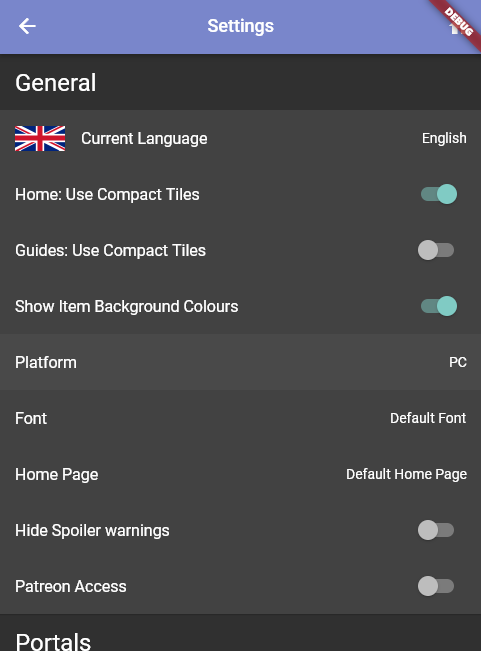 Settings
DEBUG
General
Current Language English
Home: Use Compact Tiles
Guides: Use Compact Tiles
Show Item Background Colours
Platform PC
Font Default Font
Home Page Default Home Page
Hide Spoiler warnings
Patreon Access
Portals